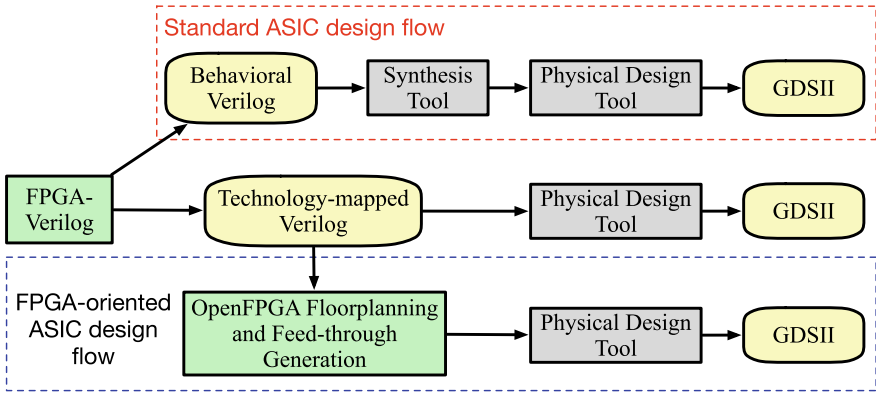 Standard ASIC design flow
Behavioral
Verilog
Synthesis
Tool
Physical Design
Tool
GDSII
FPGA-
Verilog
Technology-mapped
Verilog
Physical Design
Tool
GDSII
FPGA-oriented
ASIC design
flow
OpenFPGA Floorplanning
and Feed-through
Generation
Physical Design
Tool
GDSII